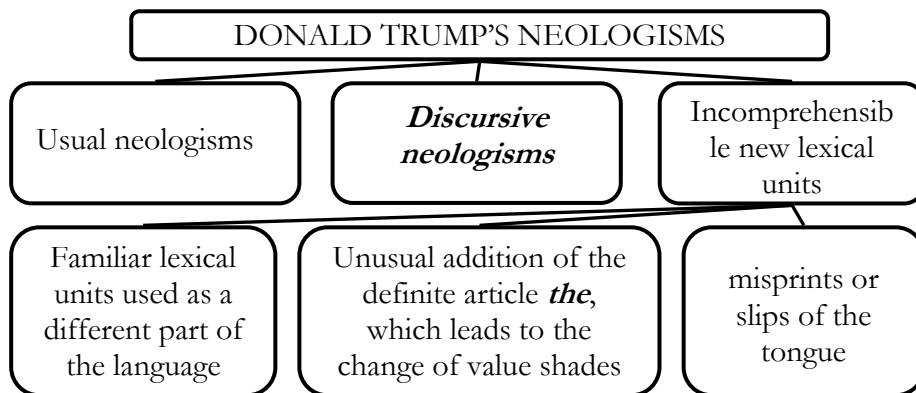 DONALD TRUMP’S NEOLOGISMS
Usual neologisms
Discursive
neologisms
Incomprehensib
le new lexical
units
Familiar lexical
units used as a
different part of
the language
Unusual addition of the
definite article the,
which leads to the
change of value shades
misprints or
slips of the
tongue